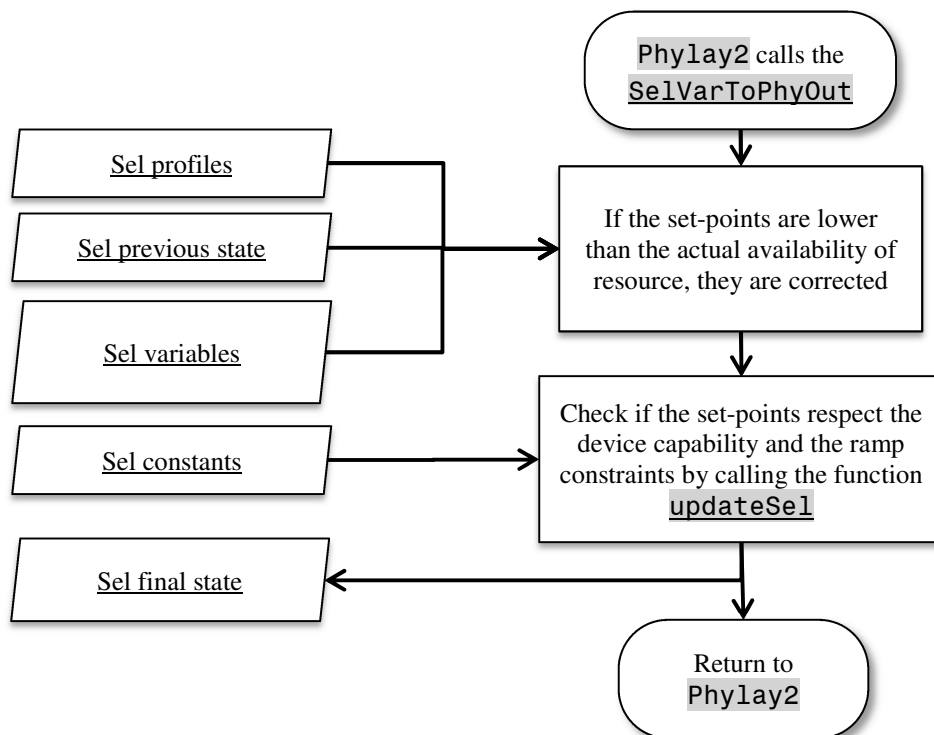 Phylay2 calls the
SelVarToPhyOut
Sel profiles
Sel previous state
Sel variables
If the set-points are lower
than the actual availability of
resource, they are corrected
Sel constants
Check if the set-points respect the
device capability and the ramp
constraints by calling the function
updateSel
Sel final state
Return to
Phylay2